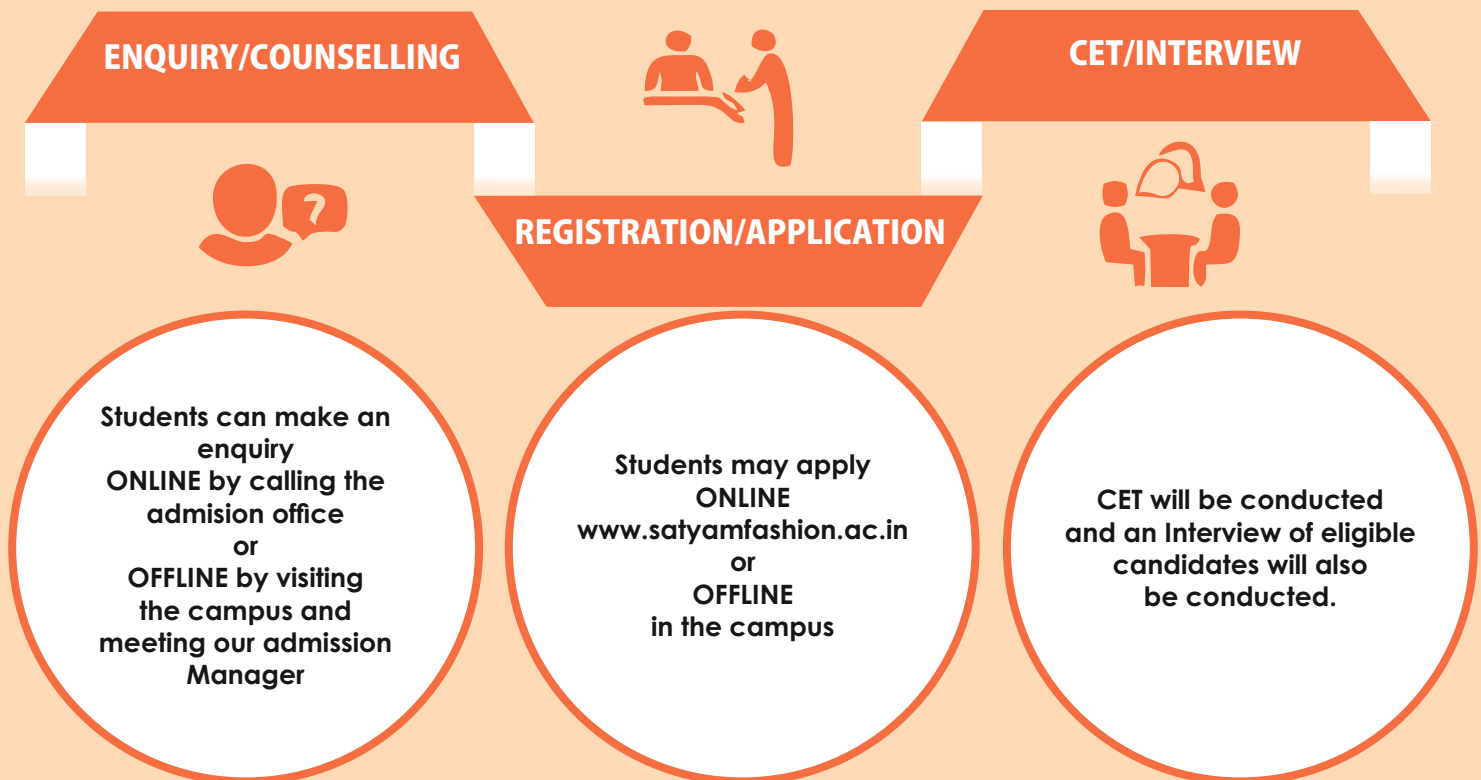 ENQUIRY/COUNSELLING
CET/INTERVIEW
?
REGISTRATION/APPLICATION
Students can make an
enquiry
ONLINE by calling the
admision office
or
OFFLINE by visiting
the campus and
meeting our admission
Manager
Students may apply
ONLINE
www.satyamfashion.ac.in
or
OFFLINE
in the campus
CET will be conducted
and an Interview of eligible
candidates will also
be conducted.